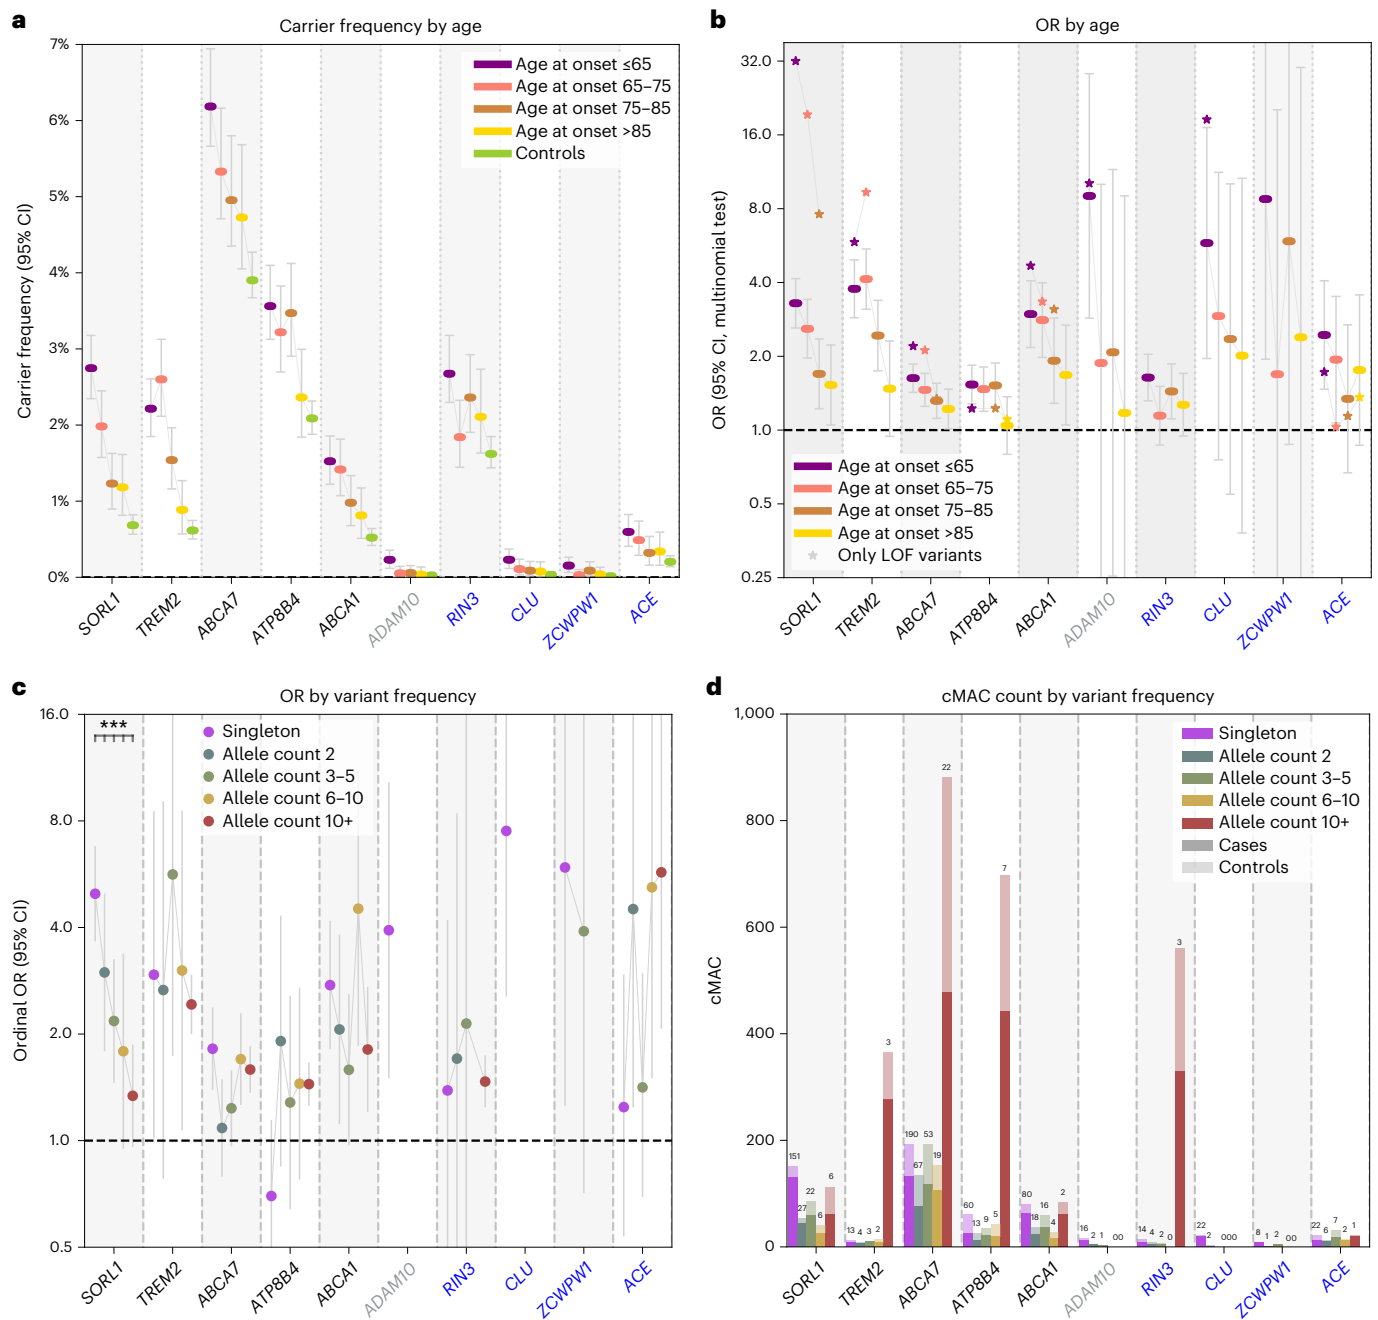 a
Carrier frequency by age
Carrier frequency (95% CI)
7%
6%
5%
4%
3%
2%
1%
0%
Age at onset ≤65
Age at onset 65–75
Age at onset 75–85
Age at onset >85
Controls
SORL1 TREM2 ABCA7 ATP8B4 ABCA1 ADAM10 RIN3 CLU ZCWPW1 ACE
b
OR by age
OR (95% CI, multinomial test)
32.0
16.0
8.0
4.0
2.0
1.0
0.5
0.25
Age at onset ≤65
Age at onset 65–75
Age at onset 75–85
Age at onset >85
Only LOF variants
SORL1 TREM2 ABCA7 ATP8B4 ABCA1 ADAM10 RIN3 CLU ZCWPW1 ACE
c
OR by variant frequency
Ordinal OR (95% CI)
16.0
8.0
4.0
2.0
1.0
0.5
***
Singleton
Allele count 2
Allele count 3–5
Allele count 6–10
Allele count 10+
SORL1 TREM2 ABCA7 ATP8B4 ABCA1 ADAM10 RIN3 CLU ZCWPW1 ACE
d
cMAC count by variant frequency
cMAC
1,000
800
600
400
200
0
Singleton
Allele count 2
Allele count 3–5
Allele count 6–10
Allele count 10+
Cases
Controls
151 27 22 6 6
13 4 3 2 3
190 67 53 19 22
60 13 9 5 7
80 18 16 4 2
16 2 1 0 0
14 4 2 0 3
22 2 0 0 0
8 1 2 0 0
22 6 7 2 1
SORL1 TREM2 ABCA7 ATP8B4 ABCA1 ADAM10 RIN3 CLU ZCWPW1 ACE